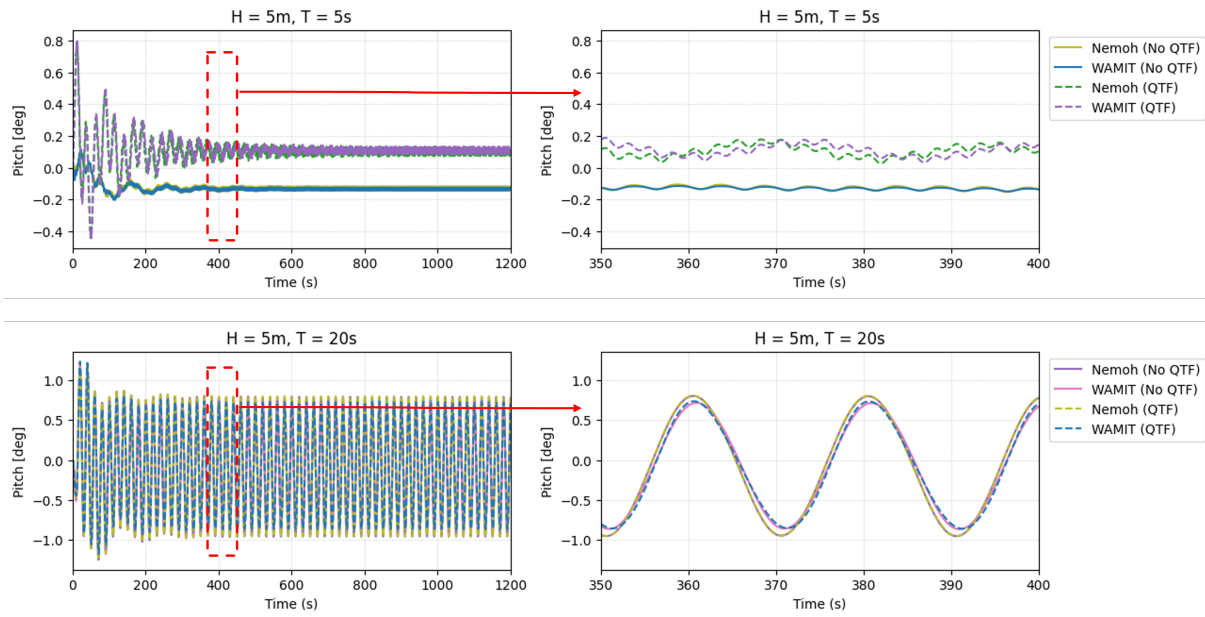 H = 5m, T = 5s
Pitch [deg]
0.8
0.6
0.4
0.2
0.0
−0.2
−0.4
0 200 400 600 800 1000 1200
Time (s)
H = 5m, T = 5s
Pitch [deg]
0.8
0.6
0.4
0.2
0.0
−0.2
−0.4
350 360 370 380 390 400
Time (s)
Nemoh (No QTF)
WAMIT (No QTF)
Nemoh (QTF)
WAMIT (QTF)
H = 5m, T = 20s
Pitch [deg]
1.0
0.5
0.0
−0.5
−1.0
0 200 400 600 800 1000 1200
Time (s)
H = 5m, T = 20s
Pitch [deg]
1.0
0.5
0.0
−0.5
−1.0
350 360 370 380 390 400
Time (s)
Nemoh (No QTF)
WAMIT (No QTF)
Nemoh (QTF)
WAMIT (QTF)